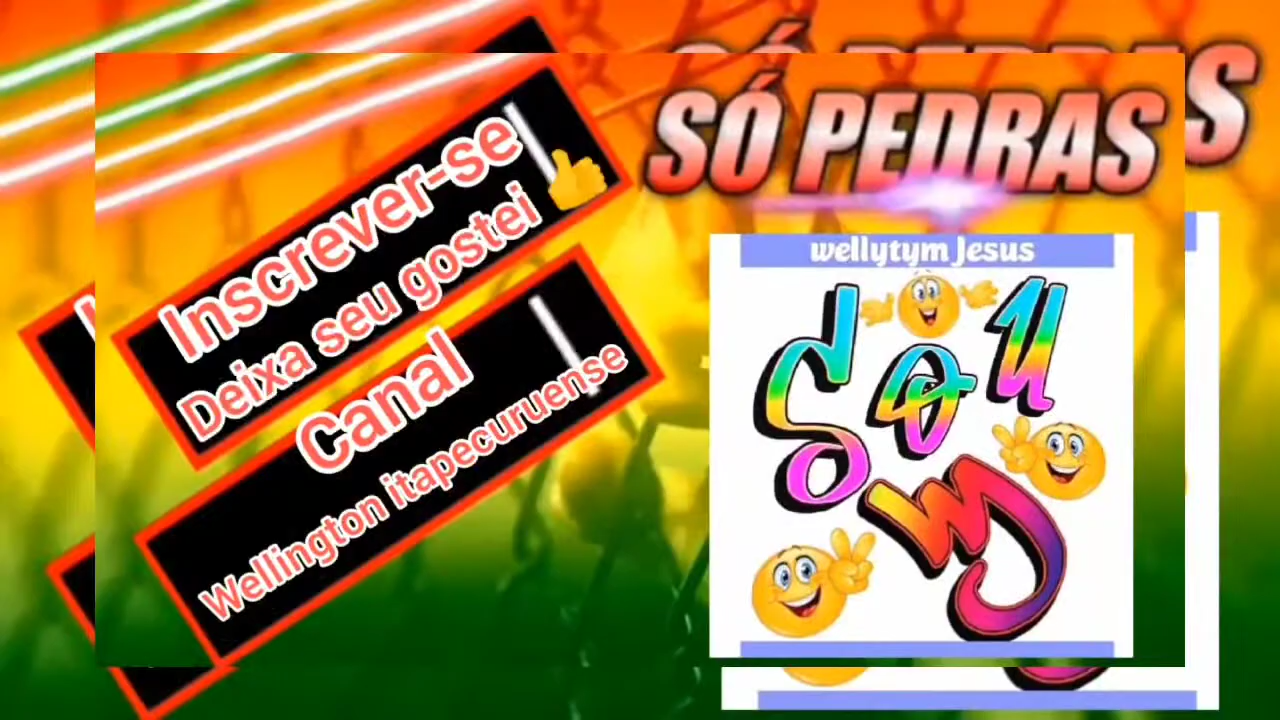 SÓ PEDRAS
S
Inscrever-se
Deixa seu gostei
Canal
Wellington itapecuruense
wellytym Jesus
Sou